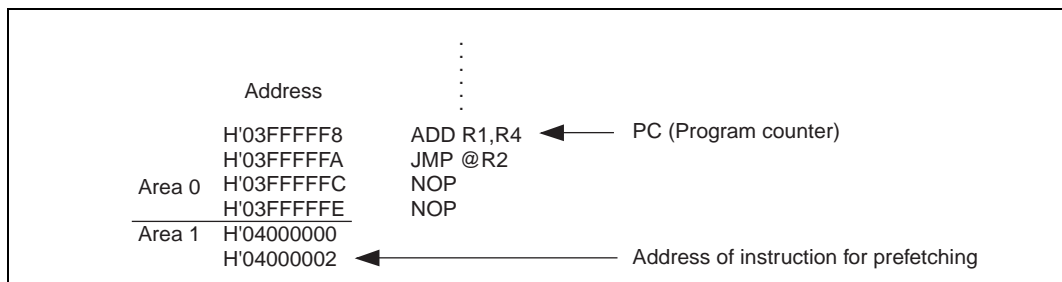 Address
H'03FFFFF8 ADD R1,R4 PC (Program counter)
H'03FFFFFA JMP @R2
Area 0 H'03FFFFFC NOP
H'03FFFFFE NOP
Area 1 H'04000000
H'04000002 Address of instruction for prefetching